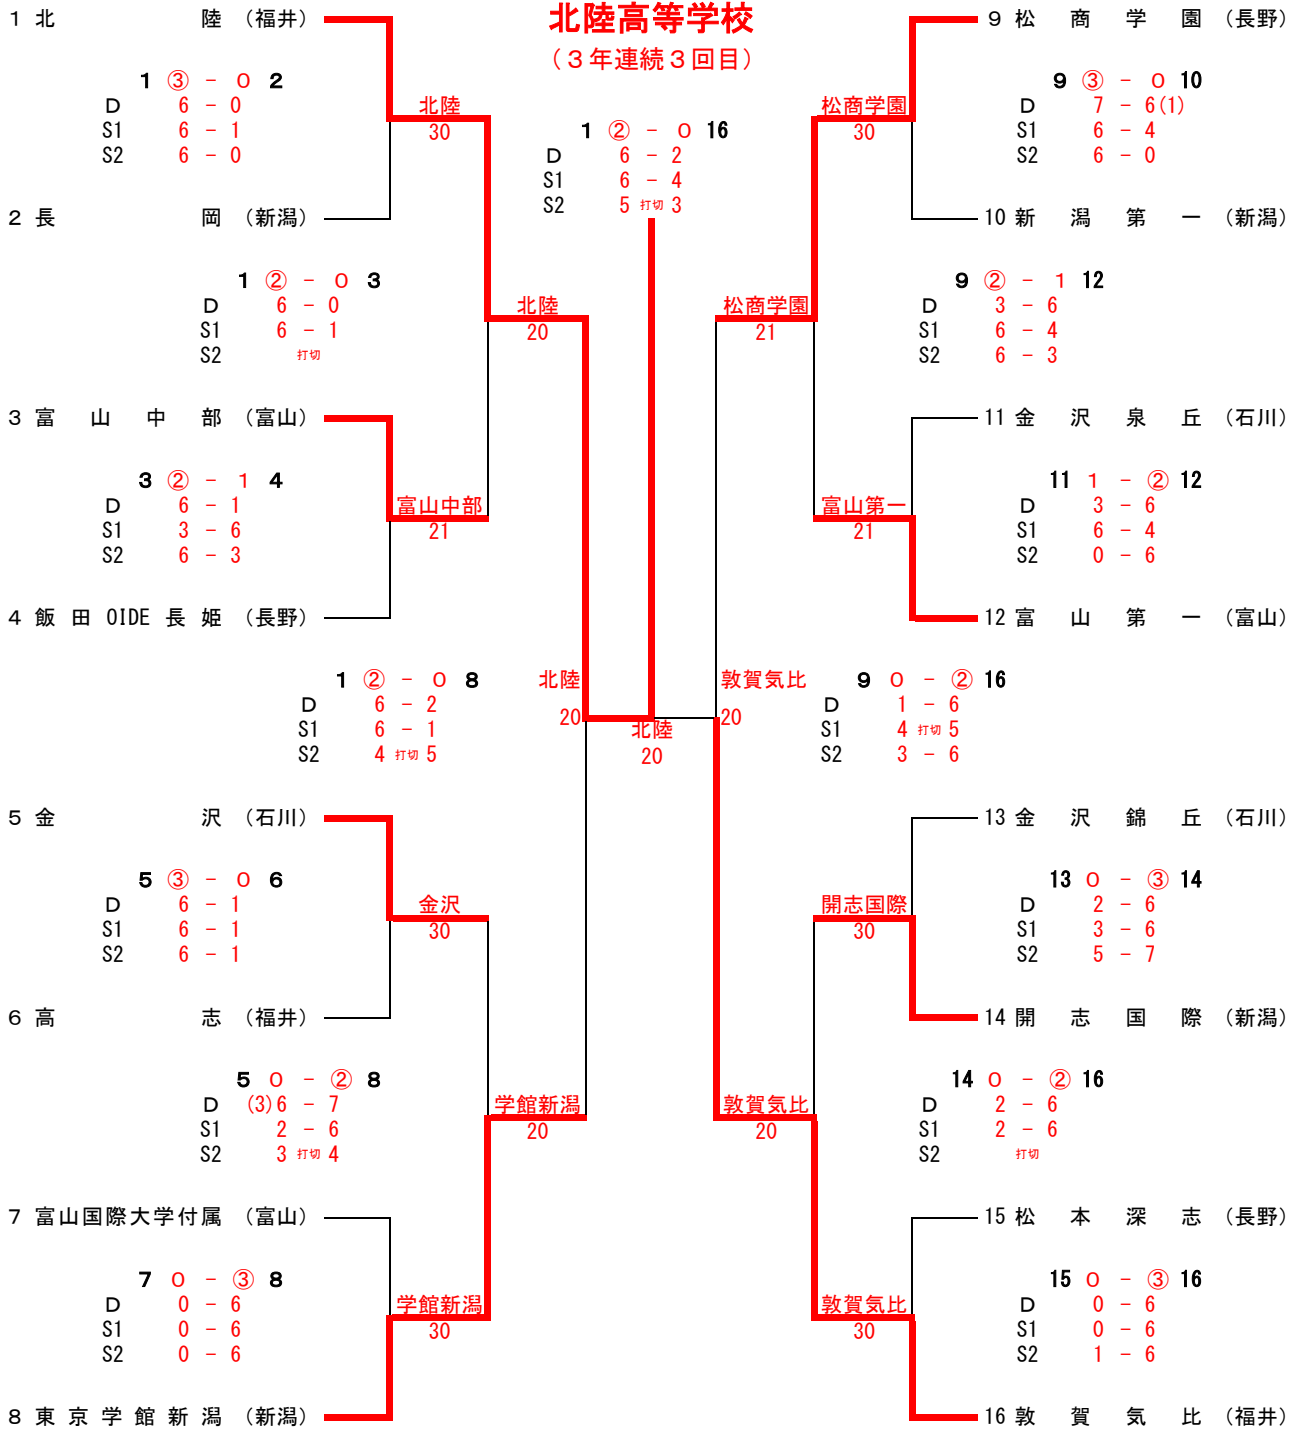 北陸高等学校
（３年連続３回目）
1 北陸 （福井）
1 ③ - 0 2
D 6 - 0
S1 6 - 1
S2 6 - 0
北陸
30
2 長岡 （新潟）
1 ② - 0 3
D 6 - 0
S1 6 - 1
S2 打切
北陸
20
3 富山中部 （富山）
3 ② - 1 4
D 6 - 1
S1 3 - 6
S2 6 - 3
富山中部
21
4 飯田OIDE長姫 （長野）
1 ② - 0 8
D 6 - 2
S1 6 - 1
S2 4 打切 5
北陸
20
5 金沢 （石川）
5 ③ - 0 6
D 6 - 1
S1 6 - 1
S2 6 - 1
金沢
30
6 高志 （福井）
5 0 - ② 8
D (3)6 - 7
S1 2 - 6
S2 3 打切 4
学館新潟
20
7 富山国際大学付属 （富山）
7 0 - ③ 8
D 0 - 6
S1 0 - 6
S2 0 - 6
学館新潟
30
8 東京学館新潟 （新潟）
1 ② - 0 16
D 6 - 2
S1 6 - 4
S2 5 打切 3
北陸
20
9 松商学園 （長野）
9 ③ - 0 10
D 7 - 6(1)
S1 6 - 4
S2 6 - 0
松商学園
30
10 新潟第一 （新潟）
9 ② - 1 12
D 3 - 6
S1 6 - 4
S2 6 - 3
松商学園
21
11 金沢泉丘 （石川）
11 1 - ② 12
D 3 - 6
S1 6 - 4
S2 0 - 6
富山第一
21
12 富山第一 （富山）
9 0 - ② 16
D 1 - 6
S1 4 打切 5
S2 3 - 6
敦賀気比
20
13 金沢錦丘 （石川）
13 0 - ③ 14
D 2 - 6
S1 3 - 6
S2 5 - 7
開志国際
30
14 開志国際 （新潟）
14 0 - ② 16
D 2 - 6
S1 2 - 6
S2 打切
敦賀気比
20
15 松本深志 （長野）
15 0 - ③ 16
D 0 - 6
S1 0 - 6
S2 1 - 6
敦賀気比
30
16 敦賀気比 （福井）